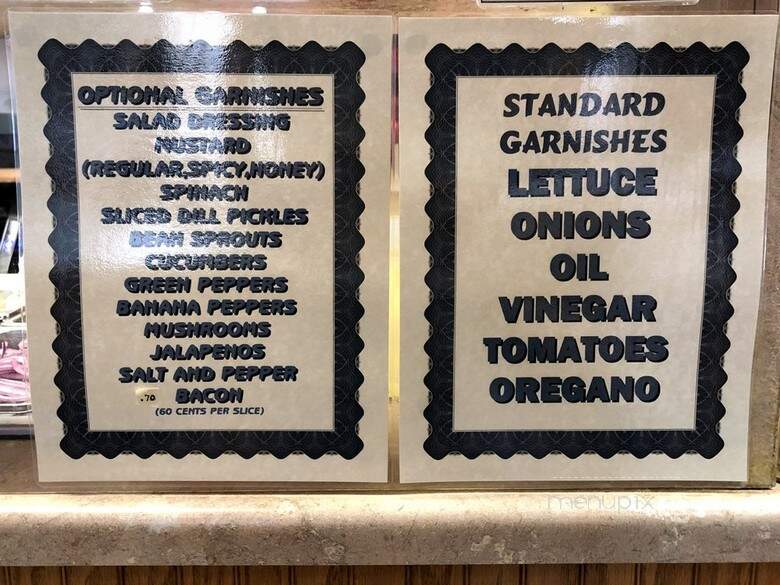 OPTIONAL GARNISHES
SALAD DRESSING
MUSTARD
(REGULAR,SPICY,HONEY)
SPINACH
SLICED DILL PICKLES
BEAN SPROUTS
CUCUMBERS
GREEN PEPPERS
BANANA PEPPERS
MUSHROOMS
JALAPENOS
SALT AND PEPPER
.70 BACON
(60 CENTS PER SLICE)
STANDARD
GARNISHES
LETTUCE
ONIONS
OIL
VINEGAR
TOMATOES
OREGANO
menupix